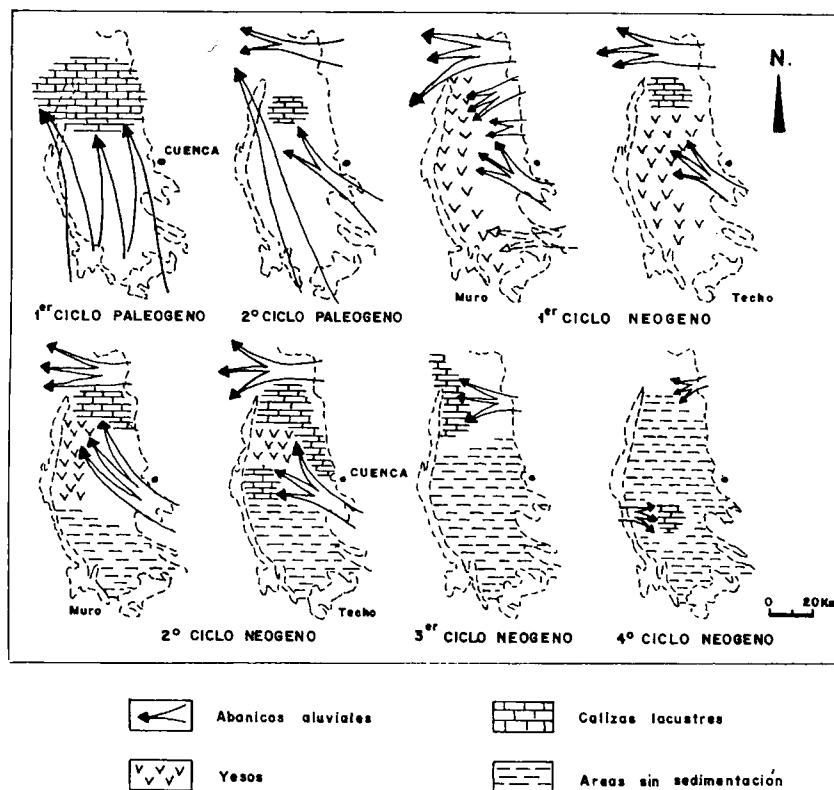 N.
CUENCA
1er CICLO PALEOGENO
2º CICLO PALEOGENO
Muro
Techo
1er CICLO NEOGENO
CUENCA
Muro
Techo
2º CICLO NEOGENO
3er CICLO NEOGENO
4º CICLO NEOGENO
0 20Km
Abanicos aluviales
Calizas lacustres
Yesos
Areas sin sedimentación